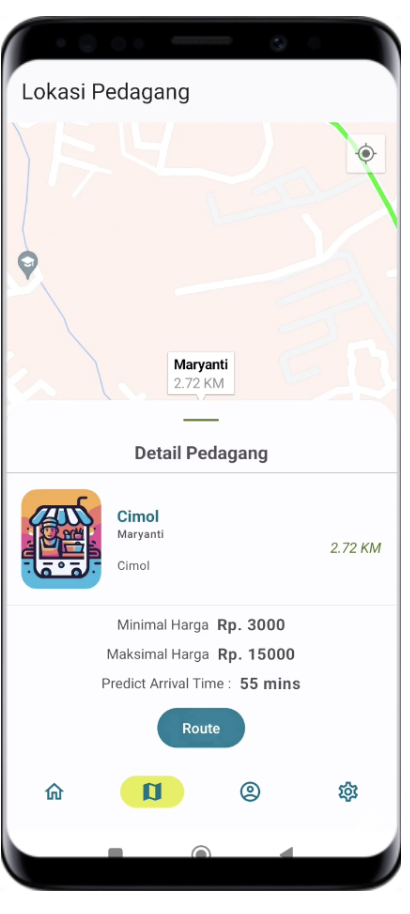 Lokasi Pedagang
Maryanti
2.72 KM
Detail Pedagang
Cimol
Maryanti
2.72 KM
Cimol
Minimal Harga Rp. 3000
Maksimal Harga Rp. 15000
Predict Arrival Time : 55 mins
Route